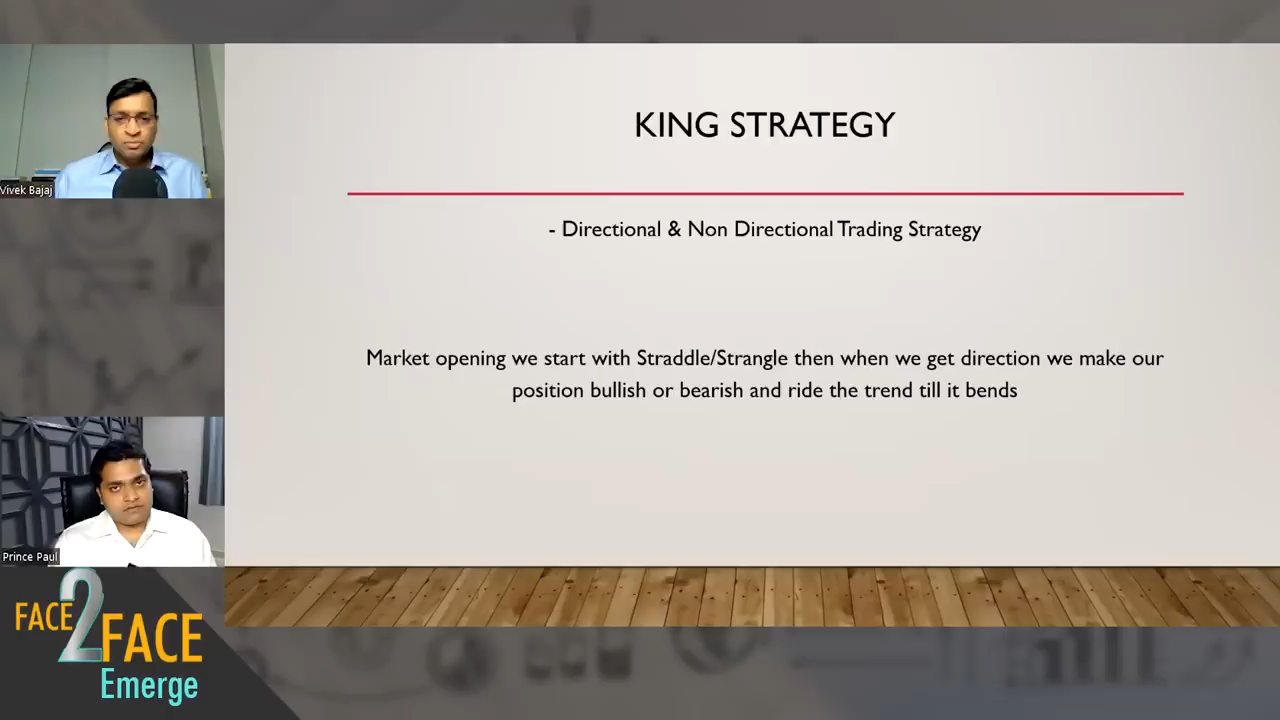 KING STRATEGY
- Directional & Non Directional Trading Strategy
Market opening we start with Straddle/Strangle then when we get direction we make our
position bullish or bearish and ride the trend till it bends
Vivek Bajaj
Prince Paul
FACE 2 FACE
Emerge